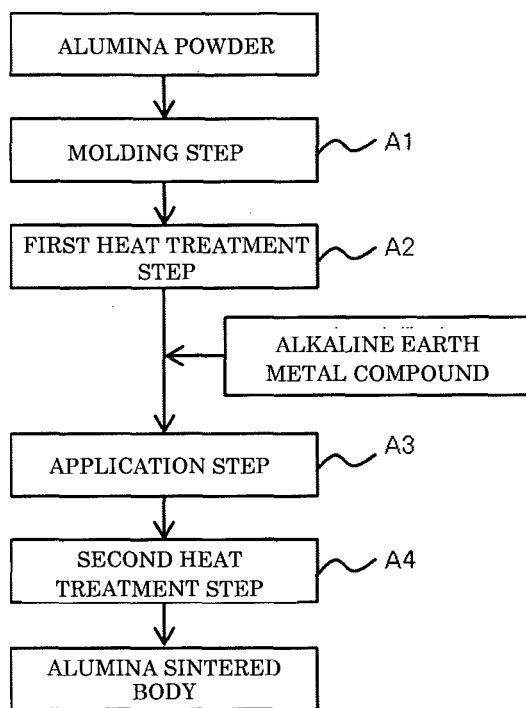 ALUMINA POWDER
MOLDING STEP
A1
FIRST HEAT TREATMENT
STEP
A2
ALKALINE EARTH
METAL COMPOUND
APPLICATION STEP
A3
SECOND HEAT
TREATMENT STEP
A4
ALUMINA SINTERED
BODY